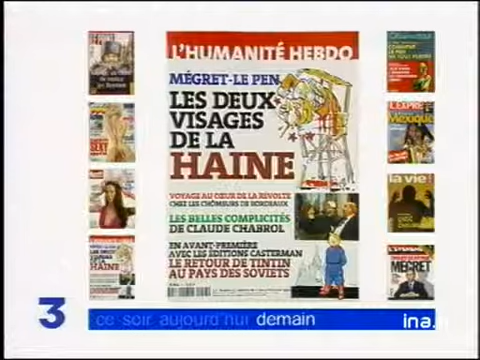 L'HUMANITÉ HEBDO
MÉGRET-LE PEN
LES DEUX
VISAGES
DE LA
HAINE
VOYAGE AU CŒUR DE LA RÉVOLTE
CHEZ LES CHÔMEURS DE BORDEAUX
LES BELLES COMPLICITÉS
DE CLAUDE CHABROL
EN AVANT-PREMIÈRE
AVEC LES ÉDITIONS CASTERMAN
LE RETOUR DE TINTIN
AU PAYS DES SOVIETS
L'EXPRE
Mexique
la vie!
MÉGRET
HAINE
3
ce soir aujourd'hui demain
ina.fr